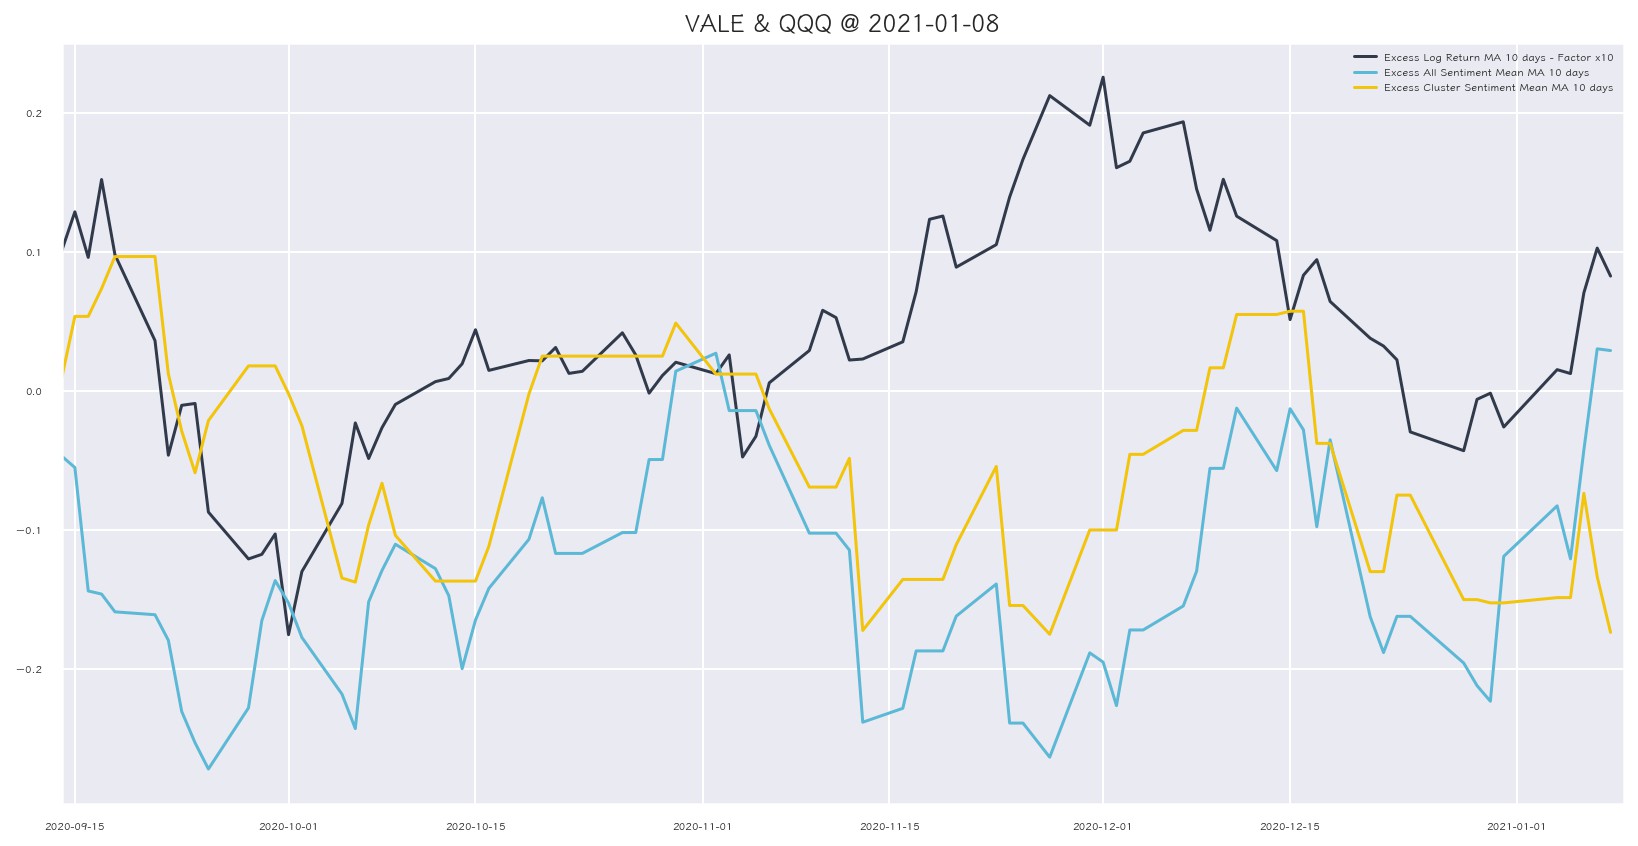 VALE & QQQ @ 2021-01-08
Excess Log Return MA 10 days - Factor x10
Excess All Sentiment Mean MA 10 days
Excess Cluster Sentiment Mean MA 10 days
0.2
0.1
0.0
−0.1
−0.2
2020-09-15 2020-10-01 2020-10-15 2020-11-01 2020-11-15 2020-12-01 2020-12-15 2021-01-01